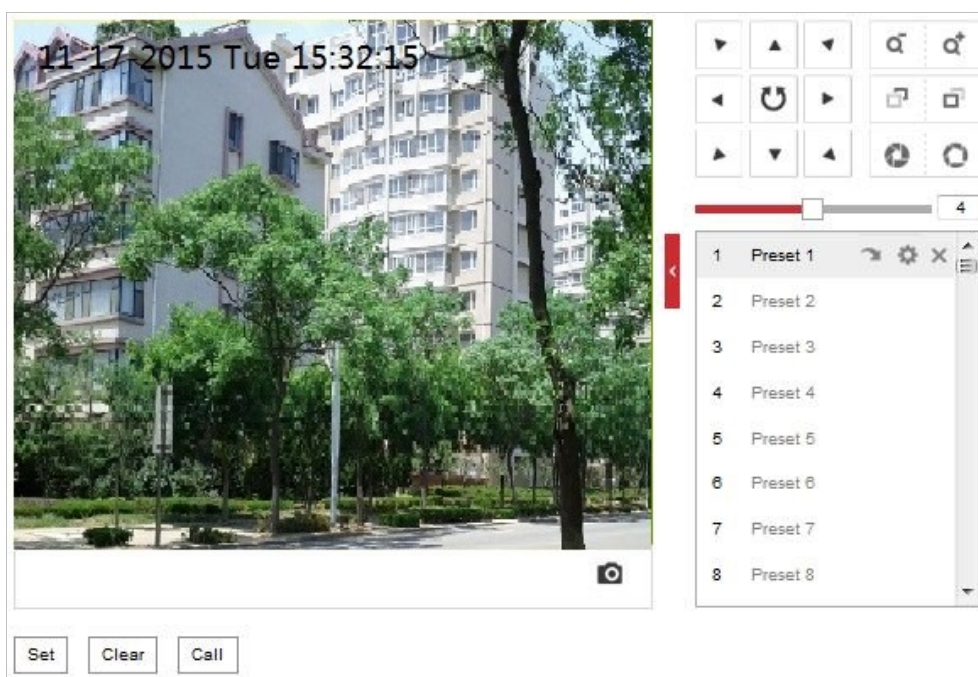 11-17-2015 Tue 15:32:15
4
1 Preset 1
2 Preset 2
3 Preset 3
4 Preset 4
5 Preset 5
6 Preset 6
7 Preset 7
8 Preset 8
Set Clear Call